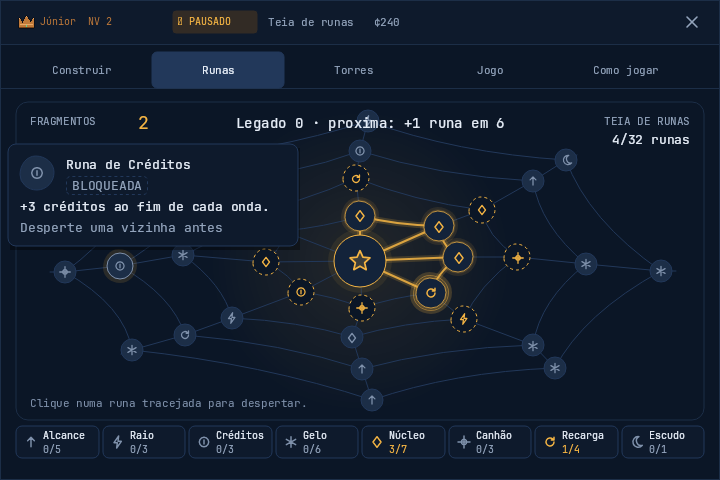 Júnior NV 2
PAUSADO
Teia de runas
₵240
Construir
Runas
Torres
Jogo
Como jogar
FRAGMENTOS 2
Legado 0 · proxima: +1 runa em 6
TEIA DE RUNAS
4/32 runas
Runa de Créditos
BLOQUEADA
+3 créditos ao fim de cada onda.
Desperte uma vizinha antes
Clique numa runa tracejada para despertar.
Alcance
0/5
Raio
0/3
Créditos
0/3
Gelo
0/6
Núcleo
3/7
Canhão
0/3
Recarga
1/4
Escudo
0/1